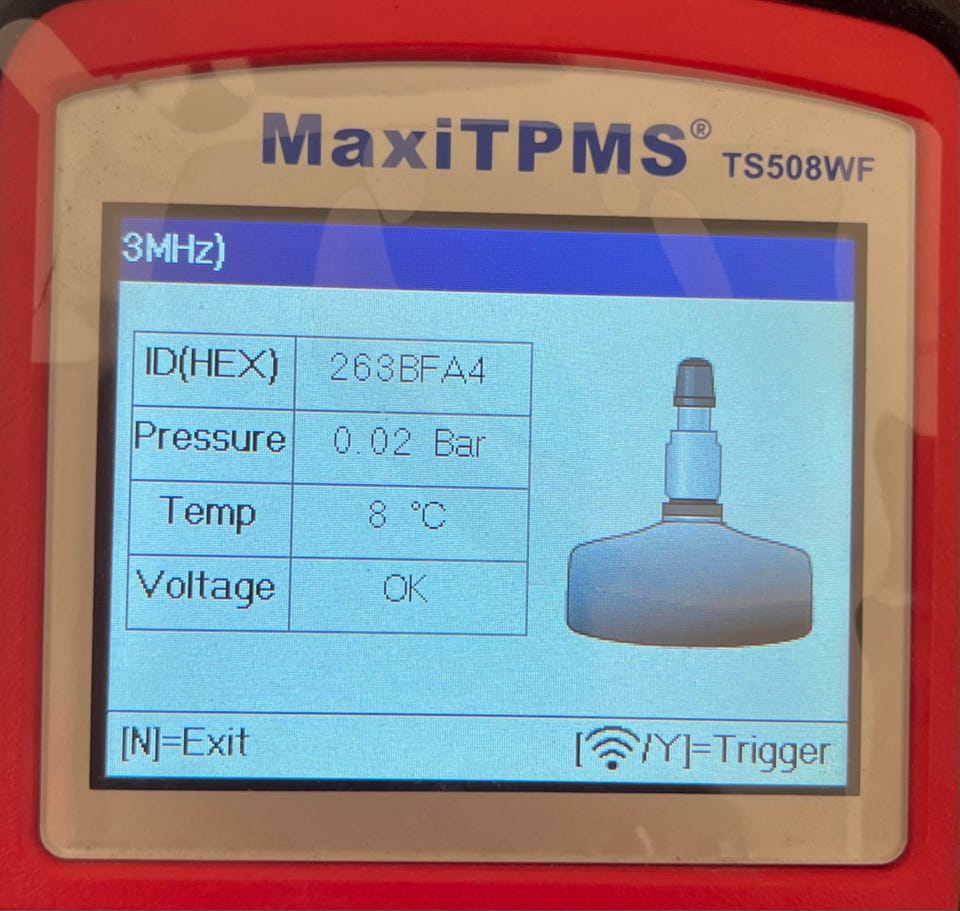 MaxiTPMS® TS508WF
3MHz)
ID(HEX) 263BFA4
Pressure 0.02 Bar
Temp 8 °C
Voltage OK
[N]=Exit [/Y]=Trigger